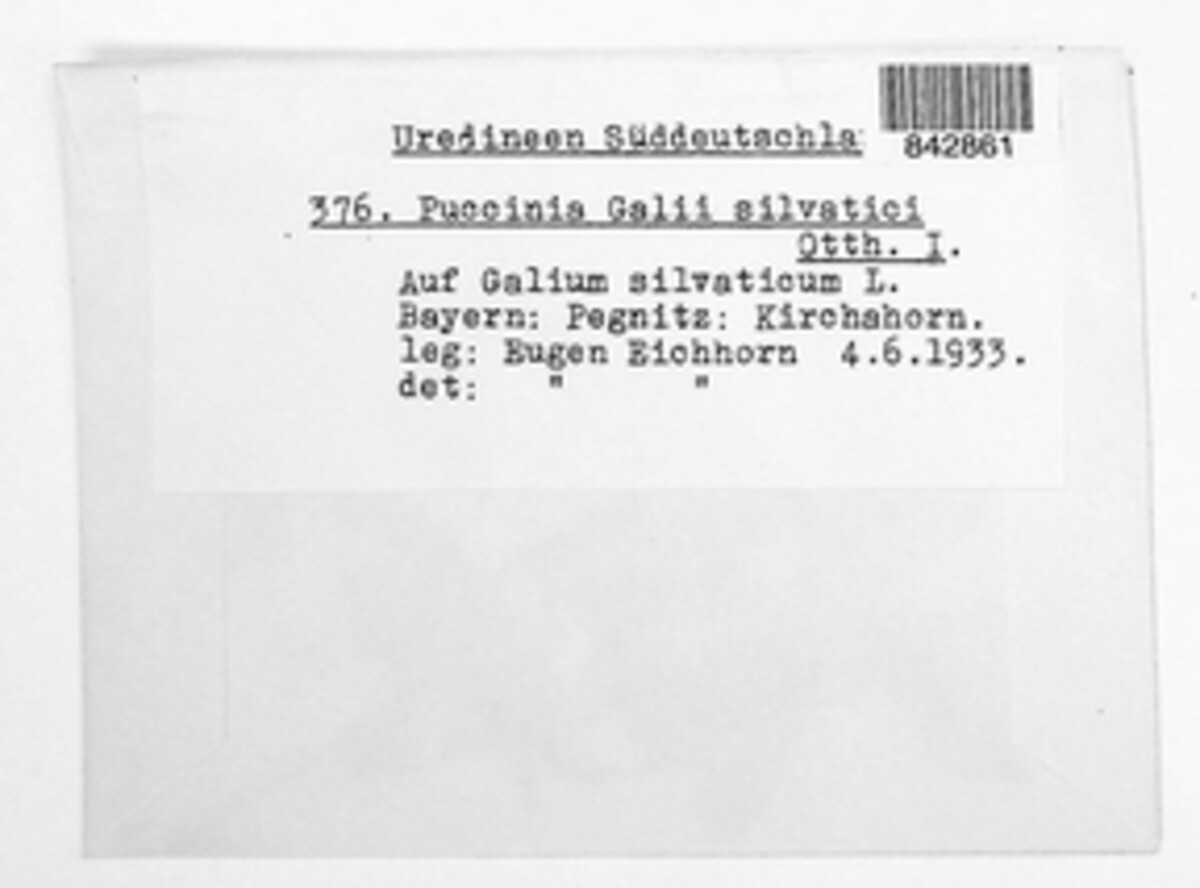 Uredineen Süddeutschla
842861
376. Puccinia Galii silvatici
Otth. I.
Auf Galium silvaticum L.
Bayern: Pegnitz: Kirchahorn.
leg: Eugen Eichhorn 4.6.1933.
det: " "